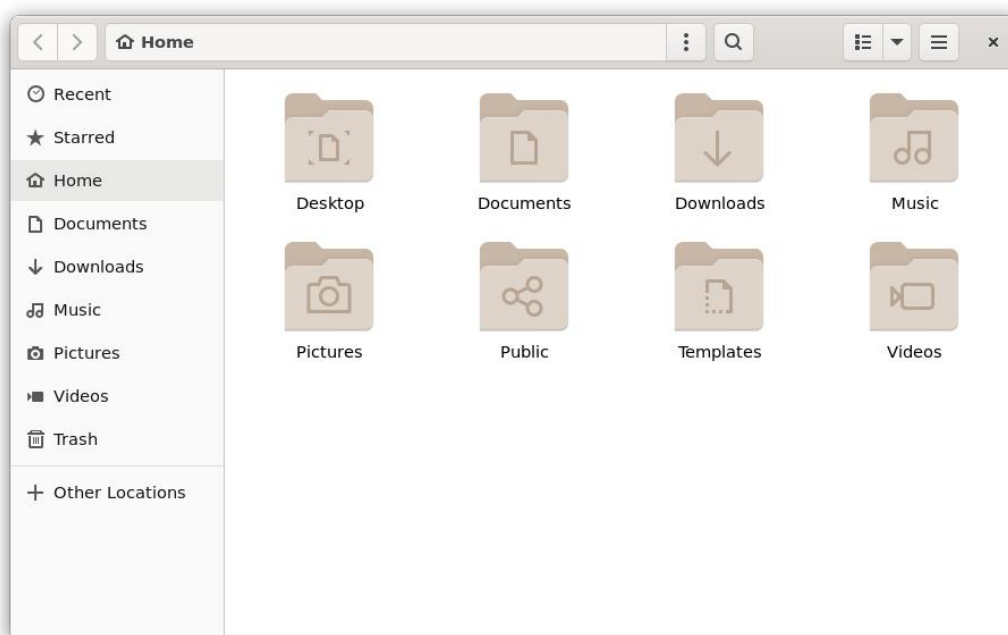 Home
Recent
Starred
Home
Documents
Downloads
Music
Pictures
Videos
Trash
Other Locations
Desktop Documents Downloads Music
Pictures Public Templates Videos